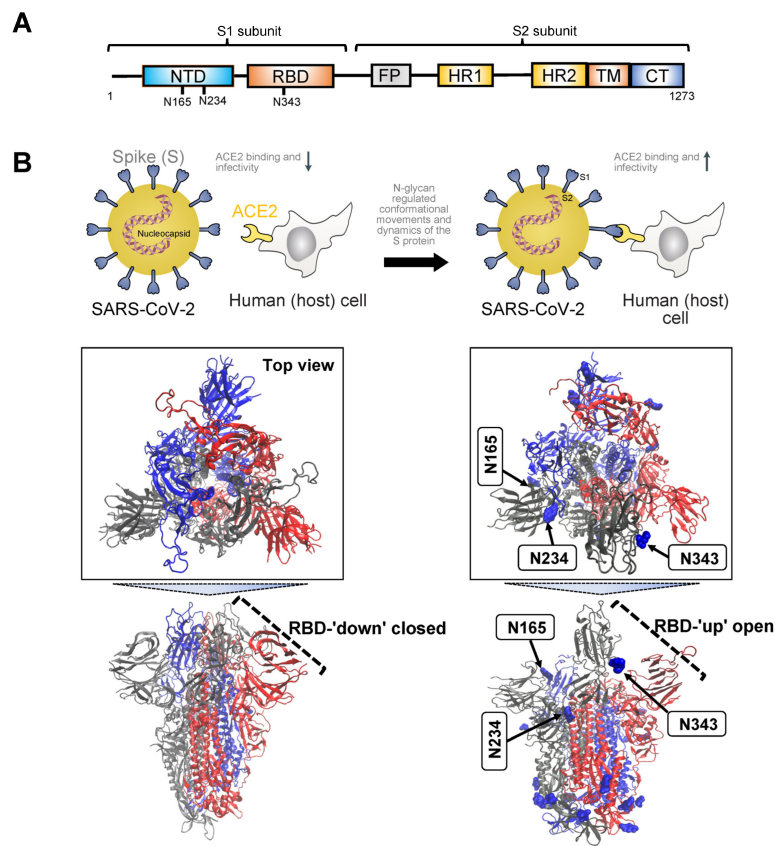 A
S1 subunit
S2 subunit
NTD
RBD
FP
HR1
HR2
TM
CT
N165
N234
N343
1
1273
B
Spike (S)
ACE2 binding and
infectivity
ACE2
Nucleocapsid
SARS-CoV-2
Human (host) cell
N-glycan
regulated
conformational
movements and
dynamics of the
S protein
ACE2 binding and
infectivity
S1
S2
Nucleocapsid
SARS-CoV-2
Human (host)
cell
Top view
N165
N234
N343
RBD-'down' closed
RBD-'up' open
N165
N234
N343